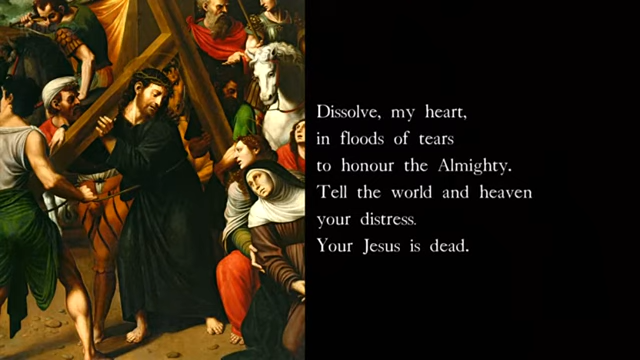 Dissolve, my heart,
in floods of tears
to honour the Almighty.
Tell the world and heaven
your distress.
Your Jesus is dead.